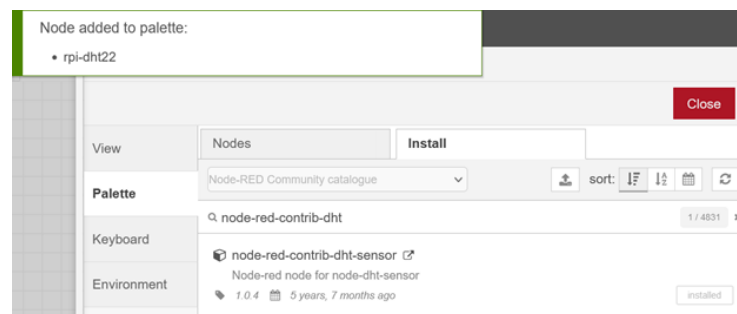 Node added to palette:
• rpi-dht22
Close
View
Nodes
Install
Palette
Node-RED Community catalogue
sort:
node-red-contrib-dht
1 / 4831
Keyboard
node-red-contrib-dht-sensor
Node-red node for node-dht-sensor
1.0.4 5 years, 7 months ago
installed
Environment